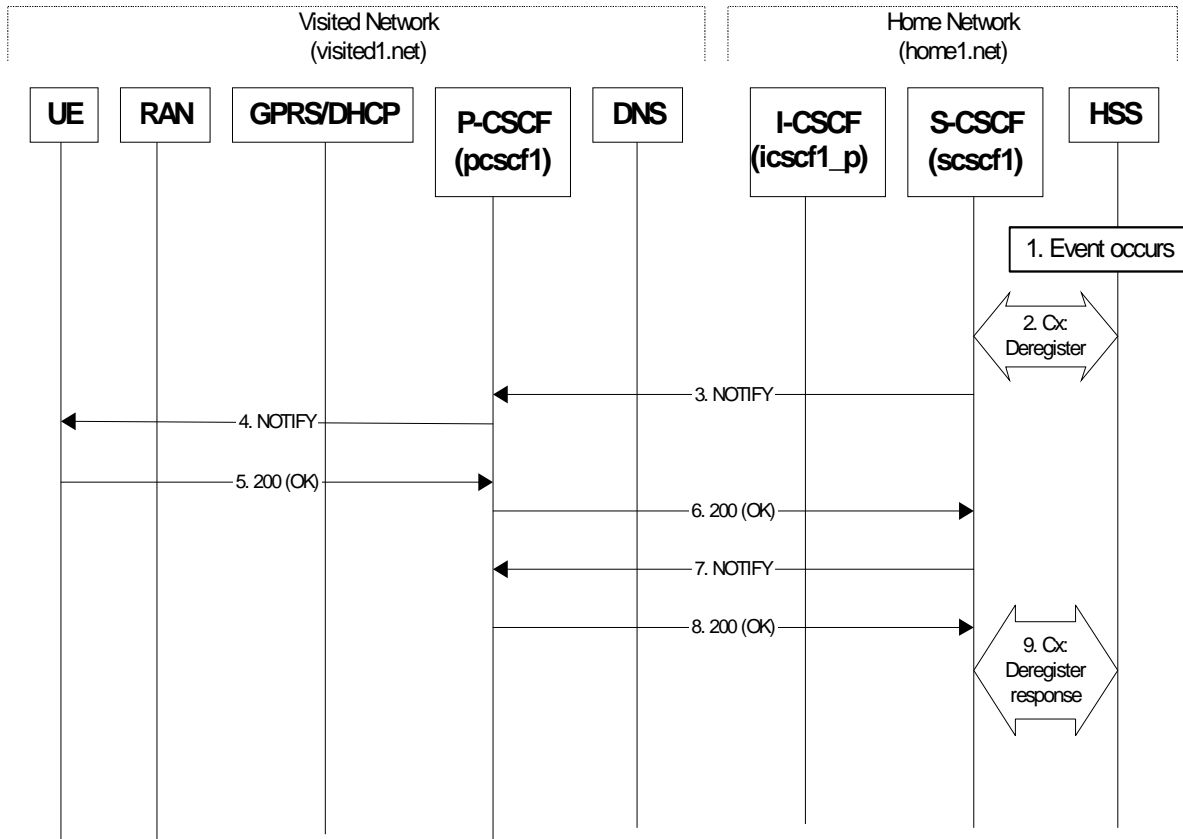 Visited Network
(visited1.net)
Home Network
(home1.net)
UE
RAN
GPRS/DHCP
P-CSCF
(pcscf1)
DNS
I-CSCF
(icscf1_p)
S-CSCF
(scscf1)
HSS
1. Event occurs
2. Cx:
Deregister
3. NOTIFY
4. NOTIFY
5. 200 (OK)
6. 200 (OK)
7. NOTIFY
8. 200 (OK)
9. Cx:
Deregister
response